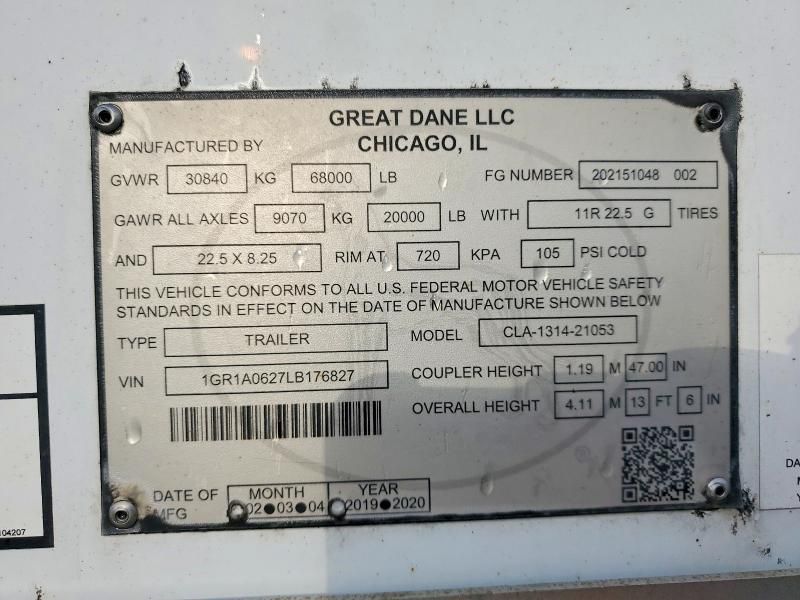 GREAT DANE LLC
MANUFACTURED BY CHICAGO, IL
GVWR 30840 KG 68000 LB FG NUMBER 202151048 002
GAWR ALL AXLES 9070 KG 20000 LB WITH 11R 22.5 G TIRES
AND 22.5 X 8.25 RIM AT 720 KPA 105 PSI COLD
THIS VEHICLE CONFORMS TO ALL U.S. FEDERAL MOTOR VEHICLE SAFETY
STANDARDS IN EFFECT ON THE DATE OF MANUFACTURE SHOWN BELOW
TYPE TRAILER MODEL CLA-1314-21053
VIN 1GR1A0627LB176827 COUPLER HEIGHT 1.19 M 47.00 IN
OVERALL HEIGHT 4.11 M 13 FT 6 IN
DATE OF MFG MONTH 02●03●04 YEAR 2019●2020
104207
DA